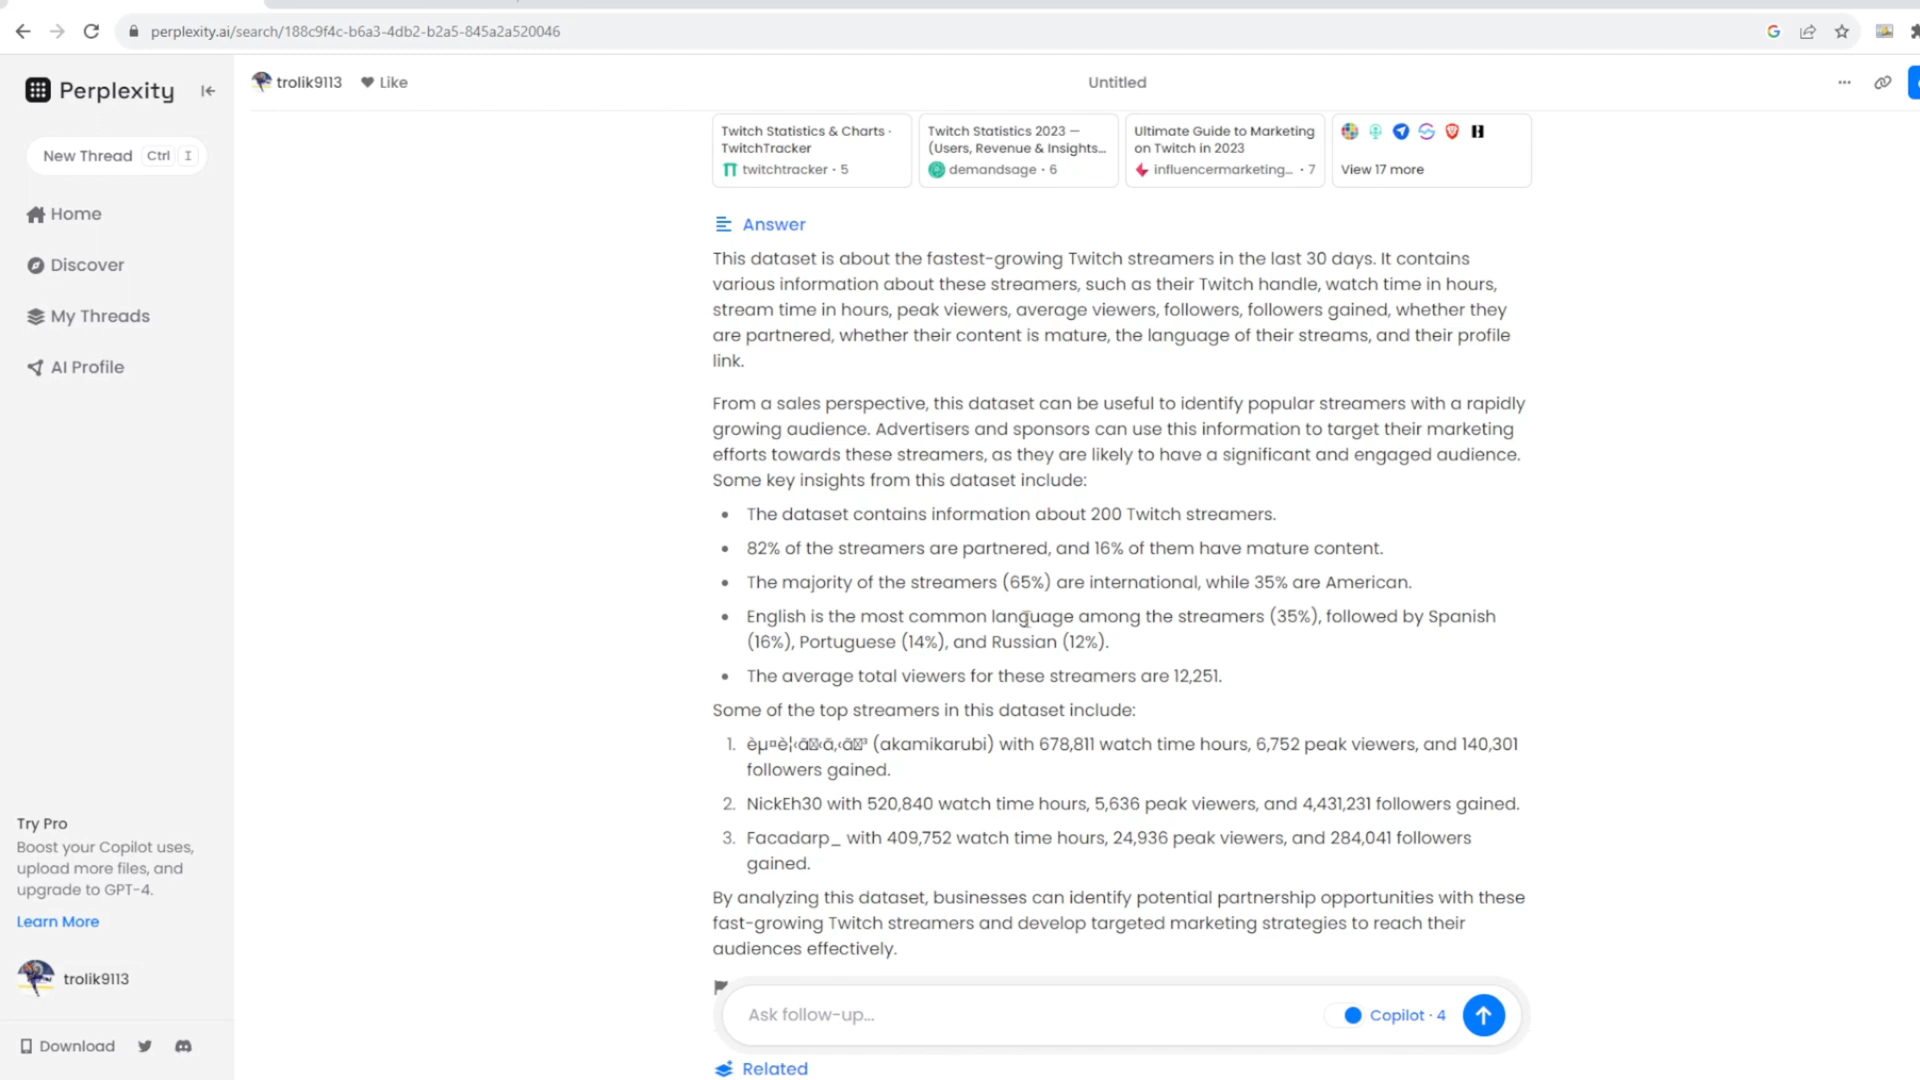 perplexity.ai/search/188c9f4c-b6a3-4db2-b2a5-845a2a520046
Perplexity
trolik9113
Like
Untitled
New Thread
Ctrl
I
Home
Discover
My Threads
AI Profile
Twitch Statistics & Charts ·
TwitchTracker
twitchtracker · 5
Twitch Statistics 2023 —
(Users, Revenue & Insights...
demandsage · 6
Ultimate Guide to Marketing
on Twitch in 2023
influencermarketing... · 7
View 17 more
Answer
This dataset is about the fastest-growing Twitch streamers in the last 30 days. It contains
various information about these streamers, such as their Twitch handle, watch time in hours,
stream time in hours, peak viewers, average viewers, followers, followers gained, whether they
are partnered, whether their content is mature, the language of their streams, and their profile
link.
From a sales perspective, this dataset can be useful to identify popular streamers with a rapidly
growing audience. Advertisers and sponsors can use this information to target their marketing
efforts towards these streamers, as they are likely to have a significant and engaged audience.
Some key insights from this dataset include:
• The dataset contains information about 200 Twitch streamers.
• 82% of the streamers are partnered, and 16% of them have mature content.
• The majority of the streamers (65%) are international, while 35% are American.
• English is the most common language among the streamers (35%), followed by Spanish
(16%), Portuguese (14%), and Russian (12%).
• The average total viewers for these streamers are 12,251.
Some of the top streamers in this dataset include:
1. (akamikarubi) with 678,811 watch time hours, 6,752 peak viewers, and 140,301
followers gained.
2. NickEh30 with 520,840 watch time hours, 5,636 peak viewers, and 4,431,231 followers gained.
3. Facadarp_ with 409,752 watch time hours, 24,936 peak viewers, and 284,041 followers
gained.
By analyzing this dataset, businesses can identify potential partnership opportunities with these
fast-growing Twitch streamers and develop targeted marketing strategies to reach their
audiences effectively.
Ask follow-up...
Copilot · 4
Related
Try Pro
Boost your Copilot uses,
upload more files, and
upgrade to GPT-4.
Learn More
trolik9113
Download